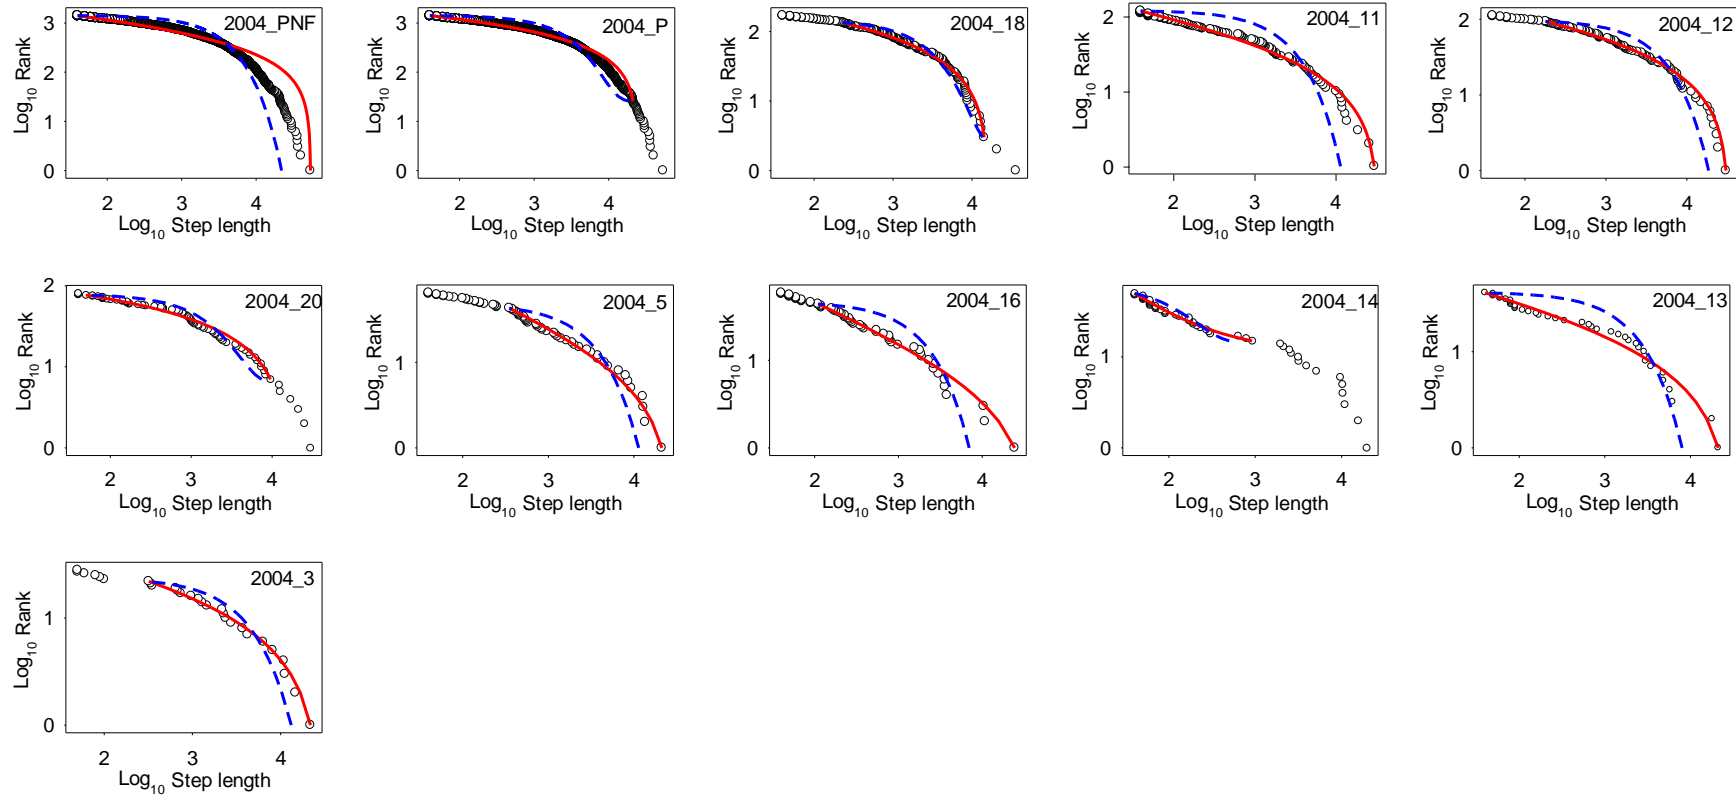 2004_PNF
3
2
1
0
Log10 Rank
2 3 4
Log10 Step length
2004_P
3
2
1
0
Log10 Rank
2 3 4
Log10 Step length
2004_18
2
1
0
Log10 Rank
2 3 4
Log10 Step length
2004_11
2
1
0
Log10 Rank
2 3 4
Log10 Step length
2004_12
2
1
0
Log10 Rank
2 3 4
Log10 Step length
2004_20
2
1
0
Log10 Rank
2 3 4
Log10 Step length
2004_5
1
0
Log10 Rank
2 3 4
Log10 Step length
2004_16
1
0
Log10 Rank
2 3 4
Log10 Step length
2004_14
1
0
Log10 Rank
2 3 4
Log10 Step length
2004_13
1
0
Log10 Rank
2 3 4
Log10 Step length
2004_3
1
0
Log10 Rank
2 3 4
Log10 Step length